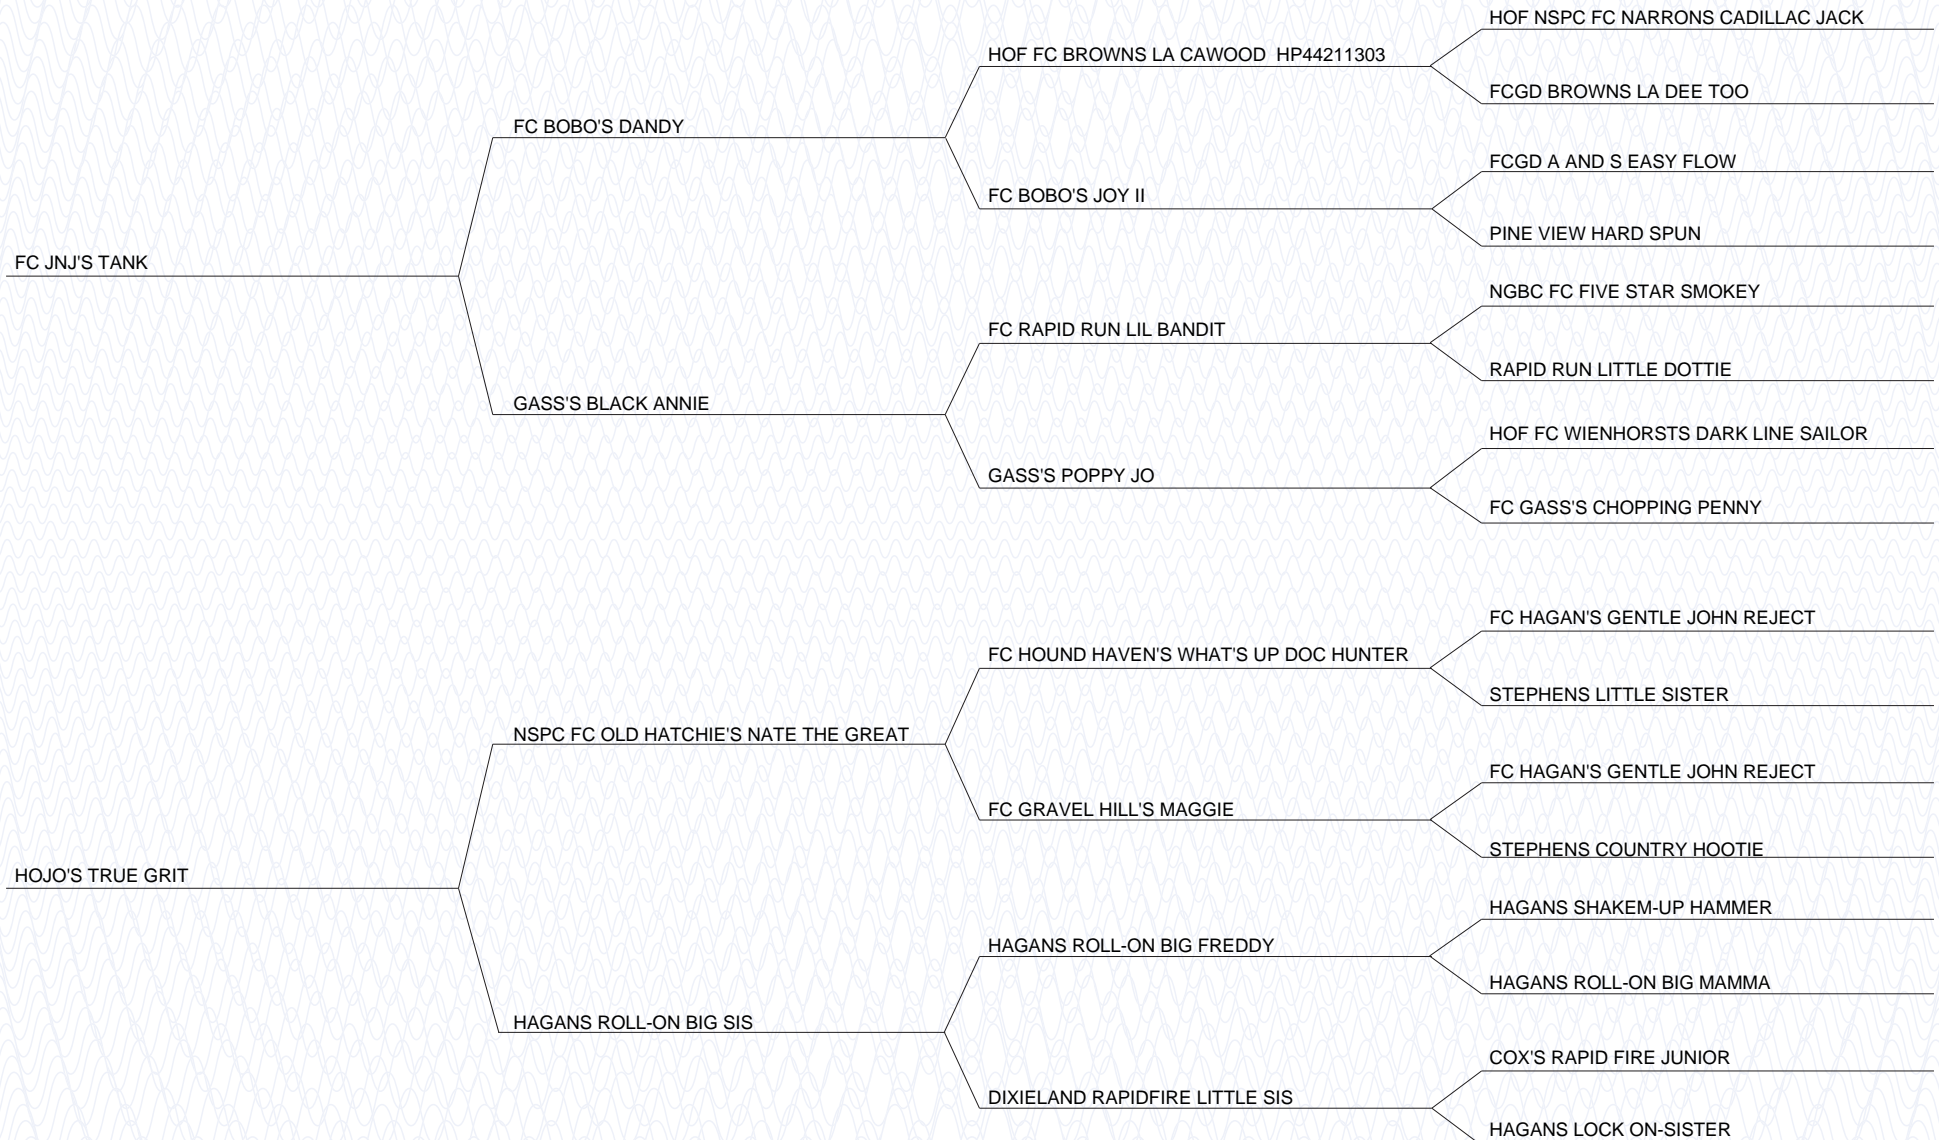 HOF NSPC FC NARRONS CADILLAC JACK
HOF FC BROWNS LA CAWOOD  HP44211303
FCGD BROWNS LA DEE TOO
FC BOBO'S DANDY
FCGD A AND S EASY FLOW
FC BOBO'S JOY II
PINE VIEW HARD SPUN
FC JNJ'S TANK
NGBC FC FIVE STAR SMOKEY
FC RAPID RUN LIL BANDIT
RAPID RUN LITTLE DOTTIE
GASS'S BLACK ANNIE
HOF FC WIENHORSTS DARK LINE SAILOR
GASS'S POPPY JO
FC GASS'S CHOPPING PENNY
FC HAGAN'S GENTLE JOHN REJECT
FC HOUND HAVEN'S WHAT'S UP DOC HUNTER
STEPHENS LITTLE SISTER
NSPC FC OLD HATCHIE'S NATE THE GREAT
FC HAGAN'S GENTLE JOHN REJECT
FC GRAVEL HILL'S MAGGIE
STEPHENS COUNTRY HOOTIE
HOJO'S TRUE GRIT
HAGANS SHAKEM-UP HAMMER
HAGANS ROLL-ON BIG FREDDY
HAGANS ROLL-ON BIG MAMMA
HAGANS ROLL-ON BIG SIS
COX'S RAPID FIRE JUNIOR
DIXIELAND RAPIDFIRE LITTLE SIS
HAGANS LOCK ON-SISTER